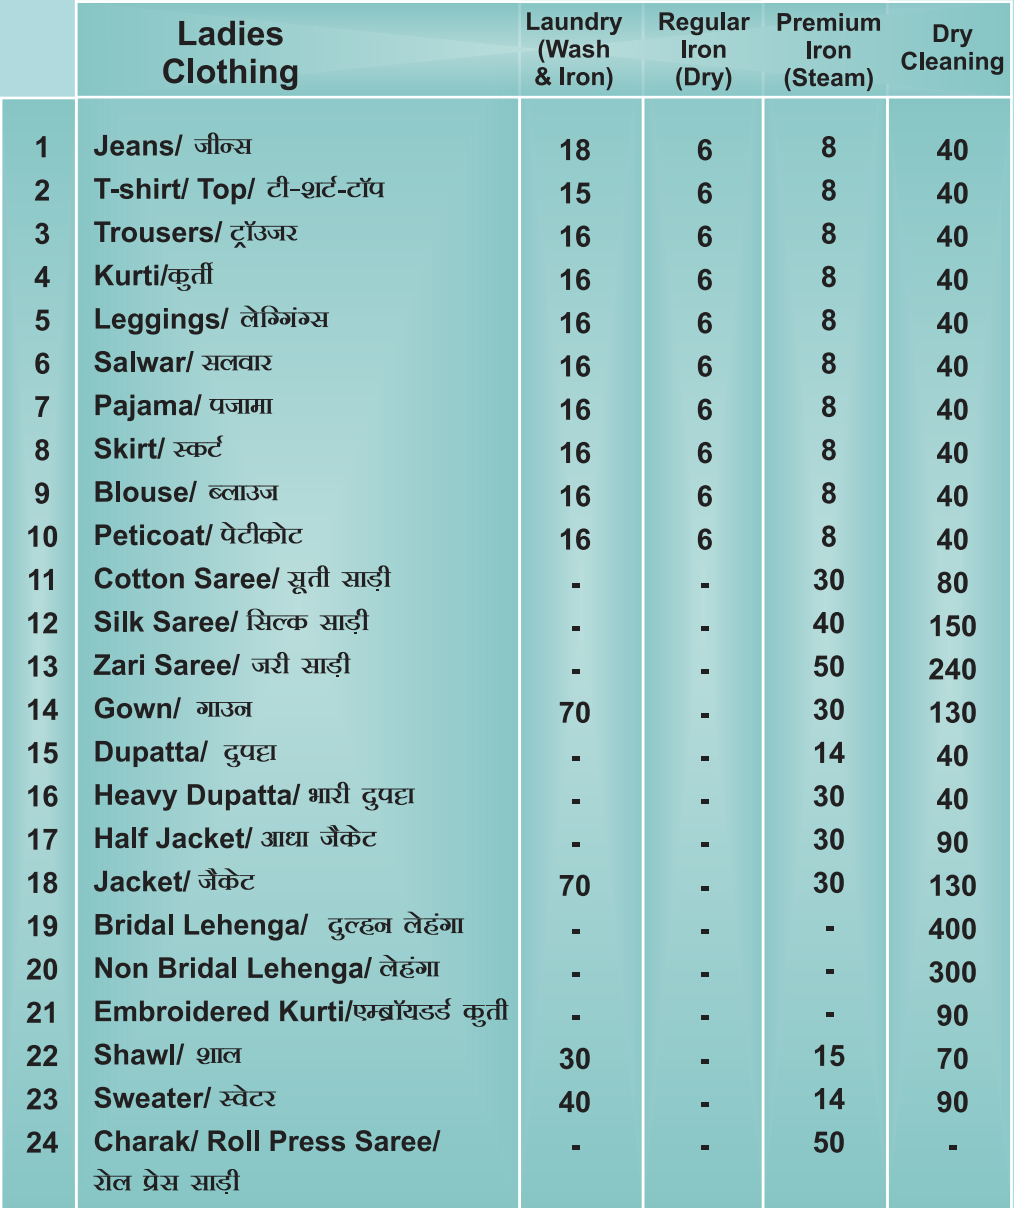 Ladies Clothing | Laundry (Wash & Iron) | Regular Iron (Dry) | Premium Iron (Steam) | Dry Cleaning
1 Jeans/ जीन्स 18 6 8 40
2 T-shirt/ Top/ टी-शर्ट-टॉप 15 6 8 40
3 Trousers/ ट्रॉउजर 16 6 8 40
4 Kurti/कुर्ती 16 6 8 40
5 Leggings/ लेग्गिंग्स 16 6 8 40
6 Salwar/ सलवार 16 6 8 40
7 Pajama/ पजामा 16 6 8 40
8 Skirt/ स्कर्ट 16 6 8 40
9 Blouse/ ब्लाउज 16 6 8 40
10 Peticoat/ पेटीकोट 16 6 8 40
11 Cotton Saree/ सूती साड़ी - - 30 80
12 Silk Saree/ सिल्क साड़ी - - 40 150
13 Zari Saree/ जरी साड़ी - - 50 240
14 Gown/ गाउन 70 - 30 130
15 Dupatta/ दुपट्टा - - 14 40
16 Heavy Dupatta/ भारी दुपट्टा - - 30 40
17 Half Jacket/ आधा जैकेट - - 30 90
18 Jacket/ जैकेट 70 - 30 130
19 Bridal Lehenga/ दुल्हन लेहंगा - - - 400
20 Non Bridal Lehenga/ लेहंगा - - - 300
21 Embroidered Kurti/एम्ब्रॉयडर्ड कुती - - - 90
22 Shawl/ शाल 30 - 15 70
23 Sweater/ स्वेटर 40 - 14 90
24 Charak/ Roll Press Saree/ - - 50 -
रोल प्रेस साड़ी